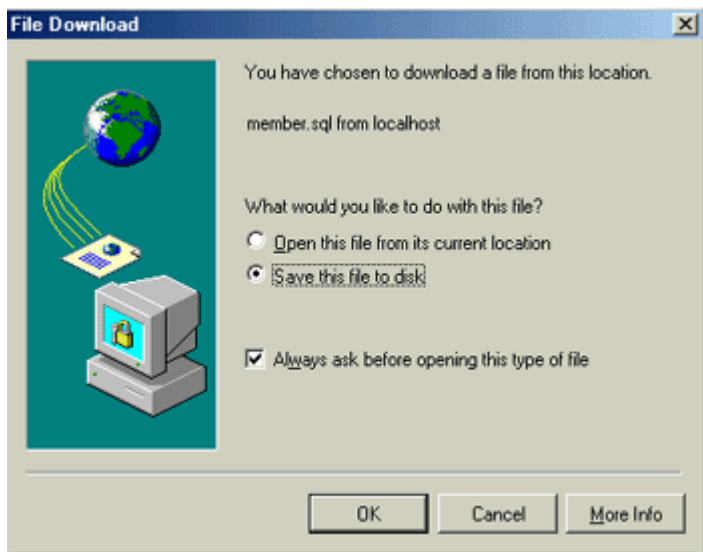 File Download
You have chosen to download a file from this location.
member.sql from localhost
What would you like to do with this file?
Open this file from its current location
Save this file to disk
Always ask before opening this type of file
OK
Cancel
More Info